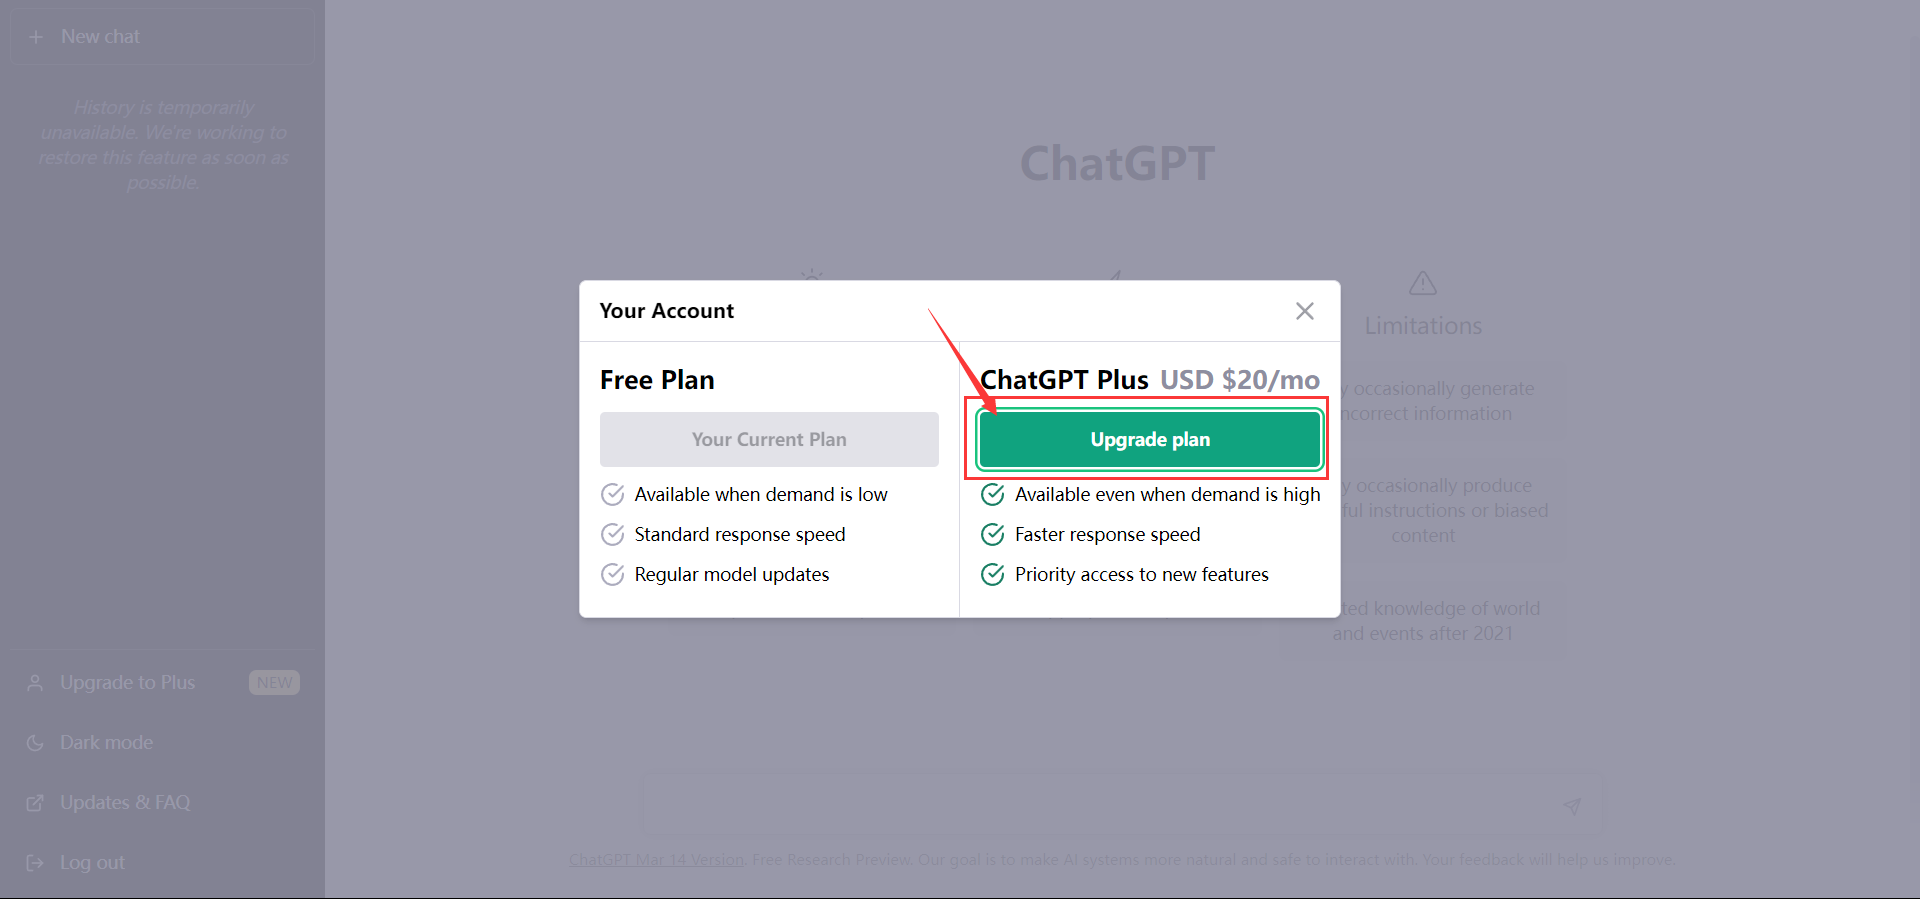 New chat
History is temporarily
unavailable. We're working to
restore this feature as soon as
possible.
Upgrade to Plus
NEW
Dark mode
Updates & FAQ
Log out
ChatGPT
Limitations
occasionally generate
incorrect information
occasionally produce
instructions or biased
content
knowledge of world
and events after 2021
Your Account
Free Plan
Your Current Plan
Available when demand is low
Standard response speed
Regular model updates
ChatGPT Plus USD $20/mo
Upgrade plan
Available even when demand is high
Faster response speed
Priority access to new features
ChatGPT Mar 14 Version. Free Research Preview. Our goal is to make AI systems more natural and safe to interact with. Your feedback will help us improve.